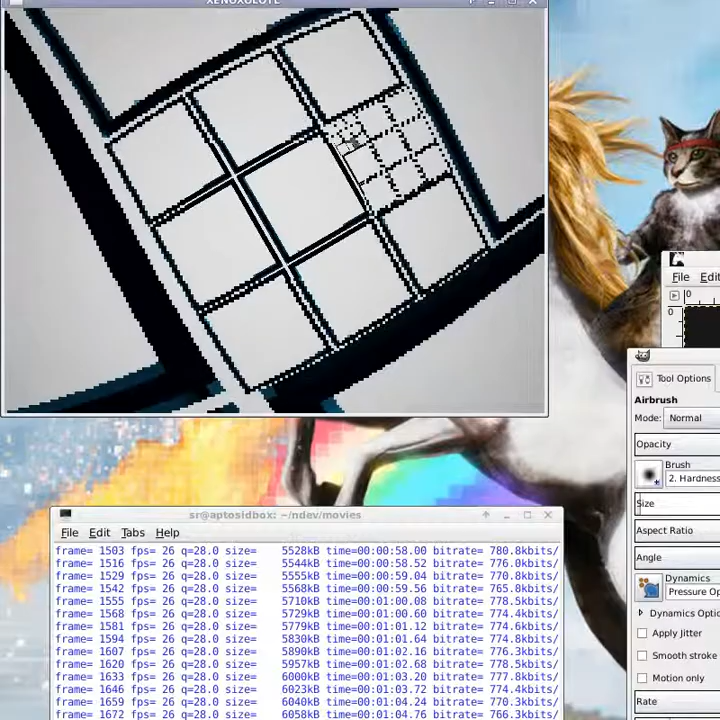 XENOXGLOTE
File Edit
0
0
Tool Options
Airbrush
Mode: Normal
Opacity
Brush
2. Hardness
Size
Aspect Ratio
Angle
Dynamics
Pressure Op
Dynamics Optio
Apply Jitter
Smooth stroke
Motion only
Rate
sr@aptosidbox: ~/ndev/movies
File Edit Tabs Help
frame= 1503 fps= 26 q=28.0 size= 5528kB time=00:00:58.00 bitrate= 780.8kbits/
frame= 1516 fps= 26 q=28.0 size= 5544kB time=00:00:58.52 bitrate= 776.0kbits/
frame= 1529 fps= 26 q=28.0 size= 5555kB time=00:00:59.04 bitrate= 770.8kbits/
frame= 1542 fps= 26 q=28.0 size= 5568kB time=00:00:59.56 bitrate= 765.8kbits/
frame= 1555 fps= 26 q=28.0 size= 5710kB time=00:01:00.08 bitrate= 778.5kbits/
frame= 1568 fps= 26 q=28.0 size= 5729kB time=00:01:00.60 bitrate= 774.4kbits/
frame= 1581 fps= 26 q=28.0 size= 5779kB time=00:01:01.12 bitrate= 774.6kbits/
frame= 1594 fps= 26 q=28.0 size= 5830kB time=00:01:01.64 bitrate= 774.8kbits/
frame= 1607 fps= 26 q=28.0 size= 5890kB time=00:01:02.16 bitrate= 776.3kbits/
frame= 1620 fps= 26 q=28.0 size= 5957kB time=00:01:02.68 bitrate= 778.5kbits/
frame= 1633 fps= 26 q=28.0 size= 6000kB time=00:01:03.20 bitrate= 777.8kbits/
frame= 1646 fps= 26 q=28.0 size= 6023kB time=00:01:03.72 bitrate= 774.4kbits/
frame= 1659 fps= 26 q=28.0 size= 6040kB time=00:01:04.24 bitrate= 770.3kbits/
frame= 1672 fps= 26 q=28.0 size= 6058kB time=00:01:04.76 bitrate= 766.3kbits/